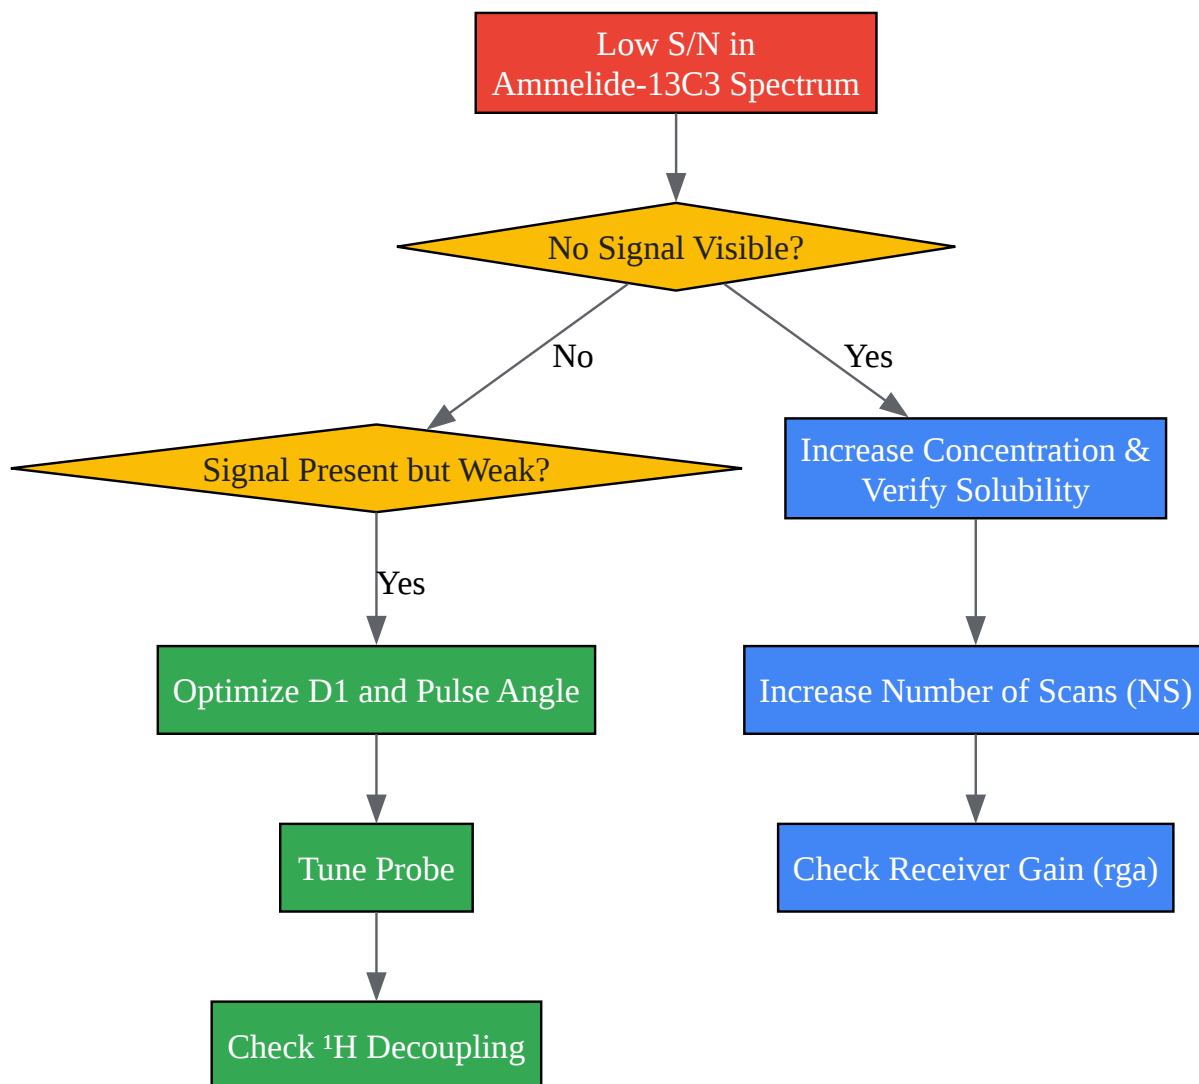 Low S/N in
Ammelide-13C3 Spectrum
No Signal Visible?
No
Yes
Signal Present but Weak?
Increase Concentration &
Verify Solubility
Yes
Optimize D1 and Pulse Angle
Increase Number of Scans (NS)
Tune Probe
Check Receiver Gain (rga)
Check ¹H Decoupling